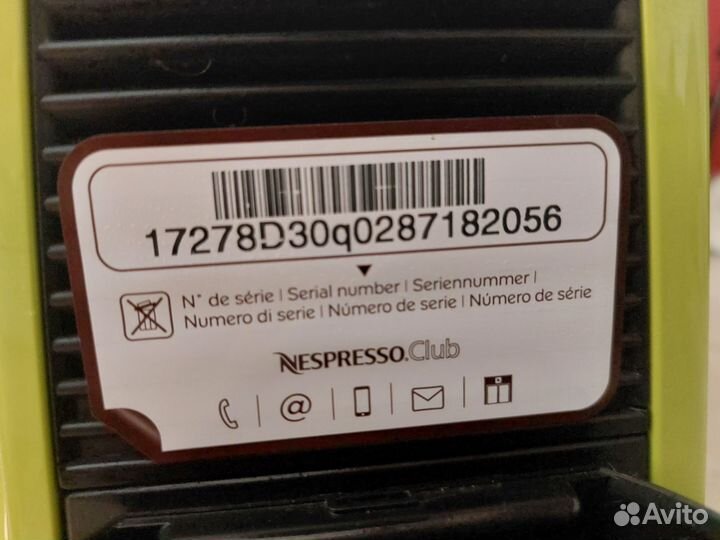 17278D30q0287182056
N° de série | Serial number | Seriennummer |
Numero di serie | Número de serie | Número de série
NESPRESSO.Club
@
Avito